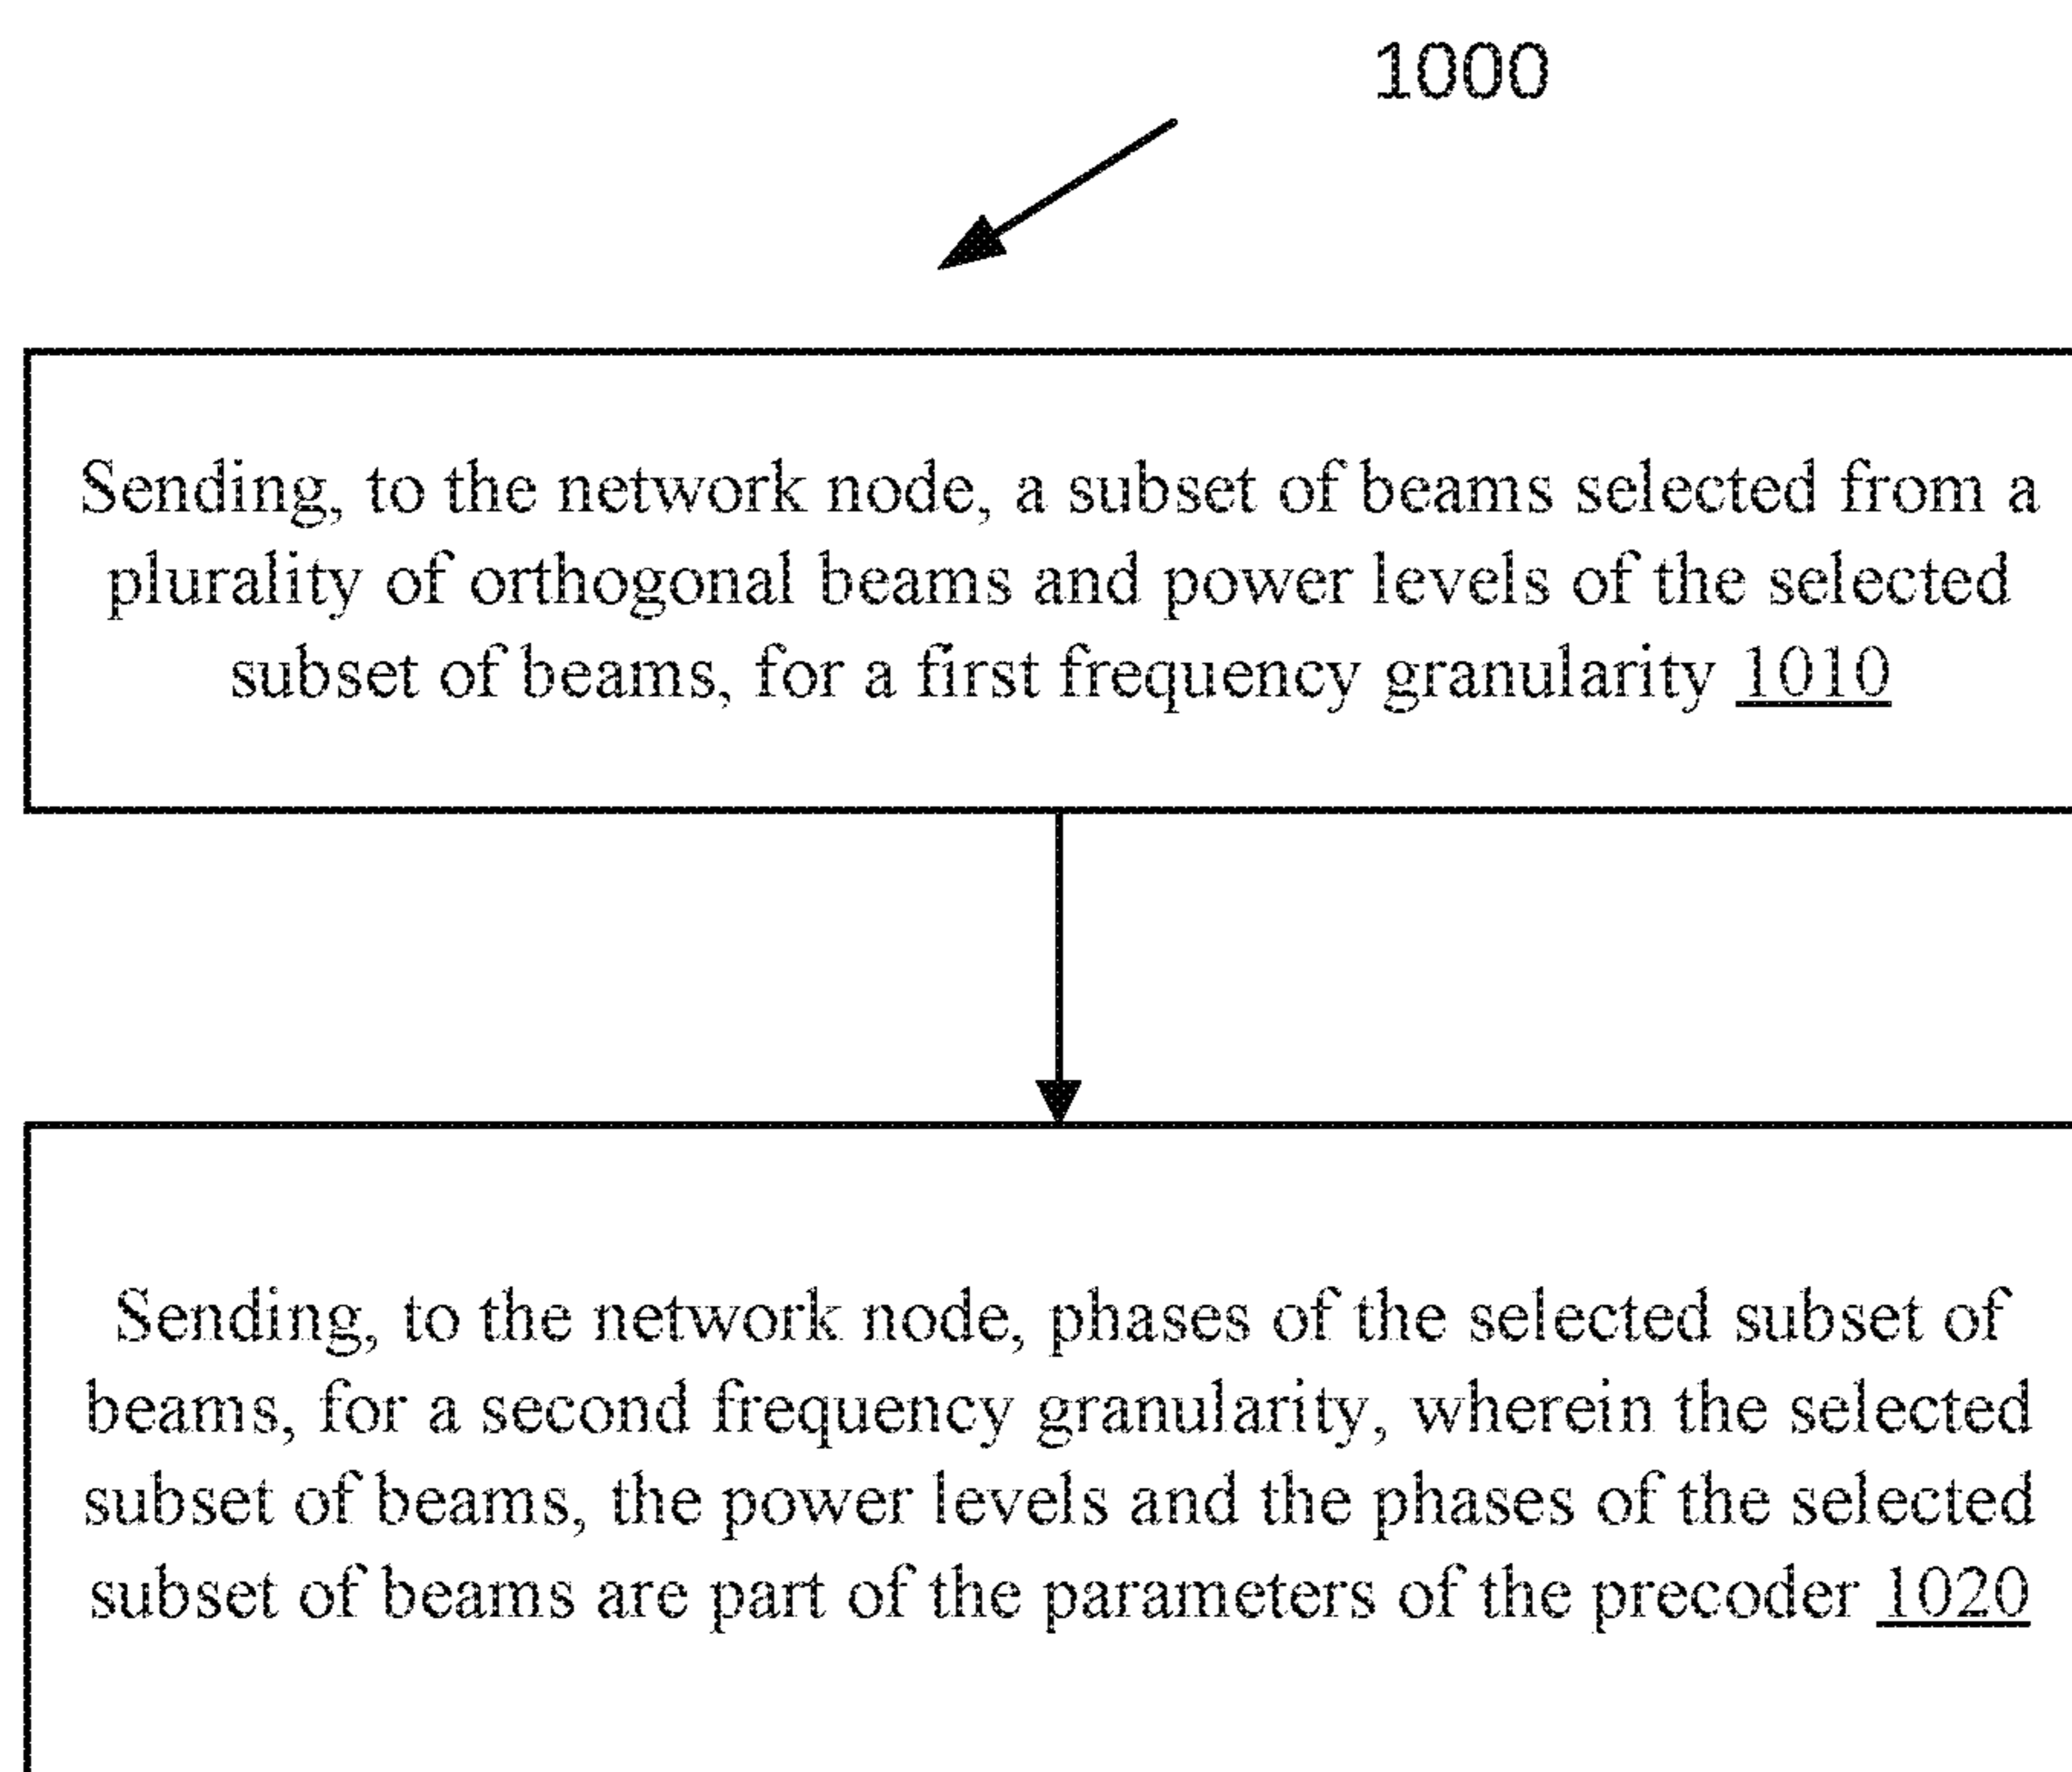 1000
Sending, to the network node, a subset of beams selected from a
plurality of orthogonal beams and power levels of the selected
subset of beams, for a first frequency granularity 1010
Sending, to the network node, phases of the selected subset of
beams, for a second frequency granularity, wherein the selected
subset of beams, the power levels and the phases of the selected
subset of beams are part of the parameters of the precoder 1020